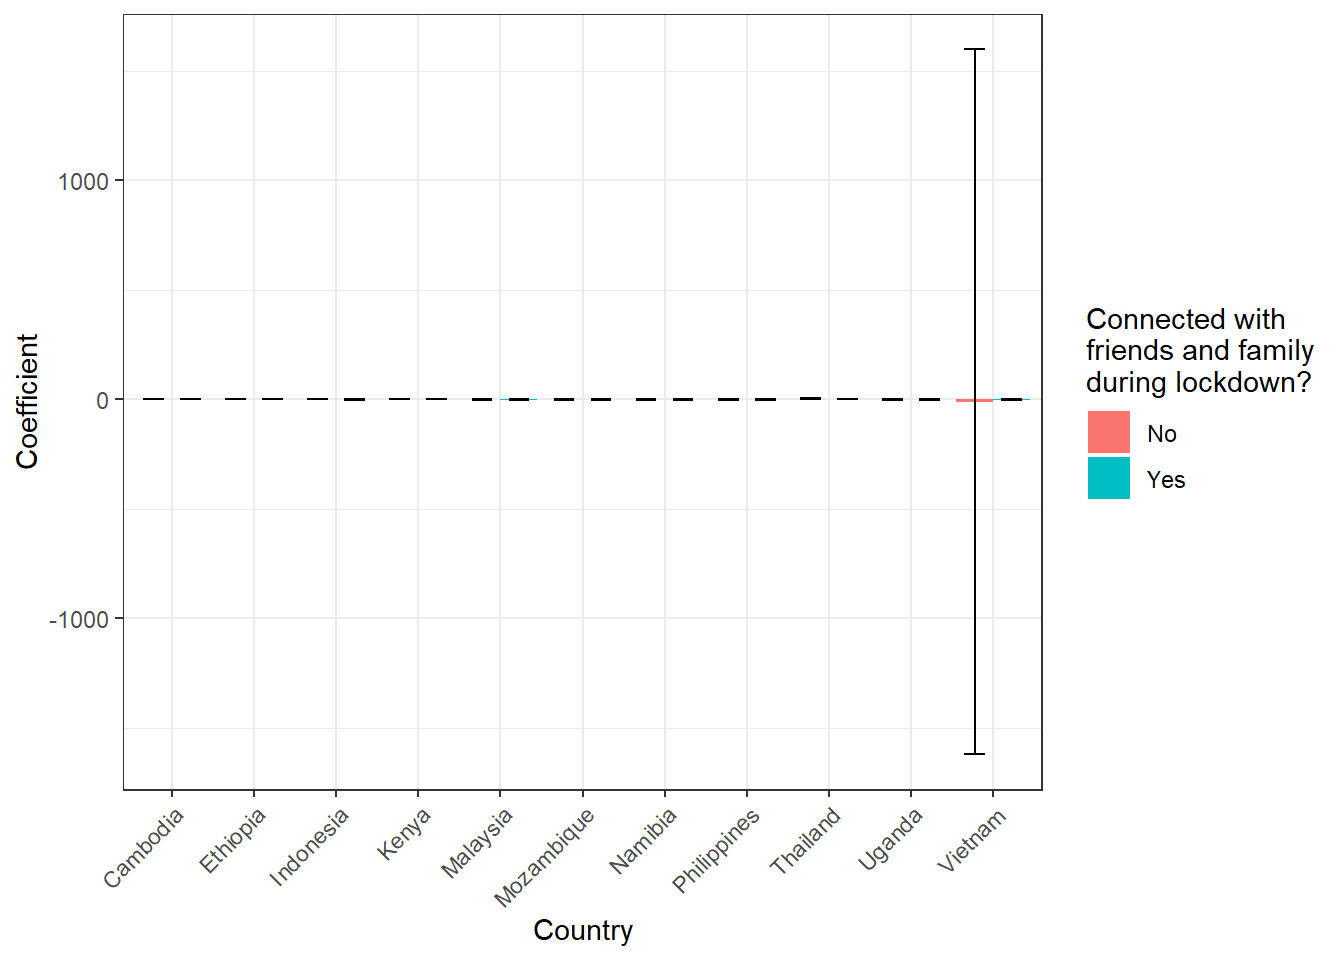 1000
0
-1000
Coefficient
Cambodia
Ethiopia
Indonesia
Kenya
Malaysia
Mozambique
Namibia
Philippines
Thailand
Uganda
Vietnam
Country
Connected with
friends and family
during lockdown?
No
Yes